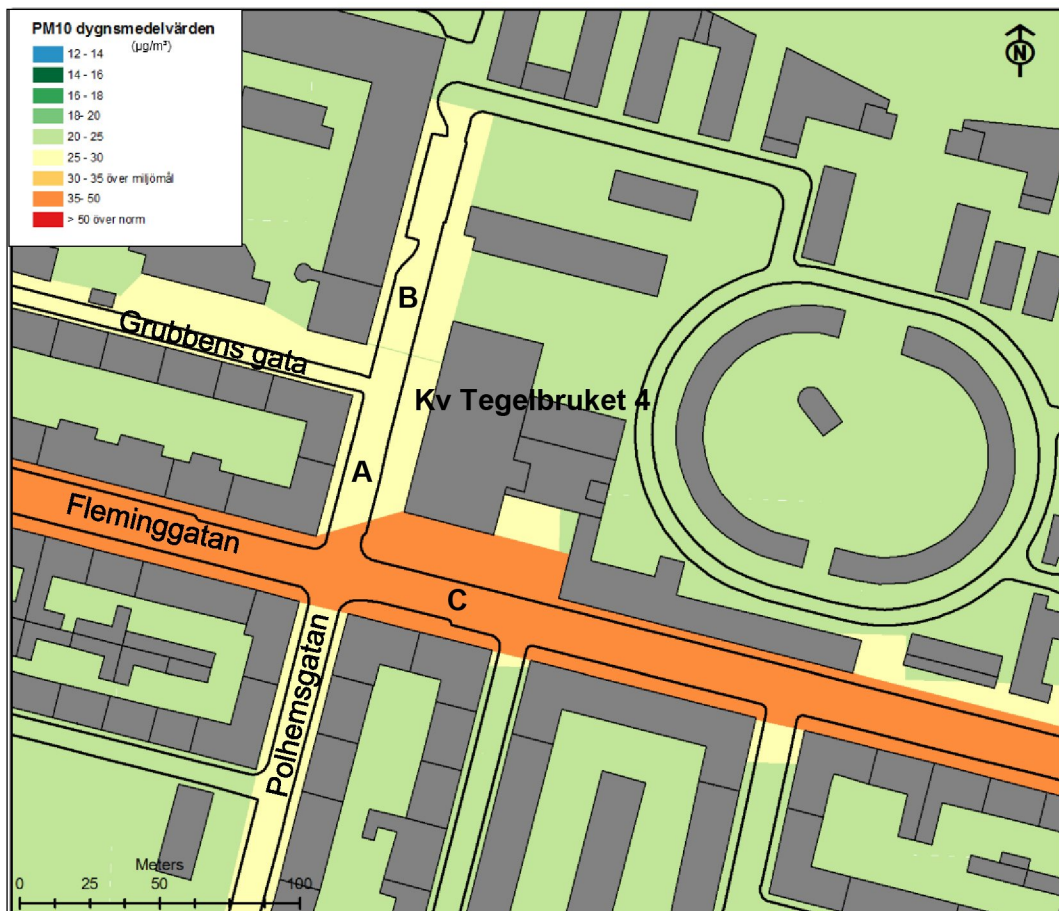 PM10 dygnsmedelvärden
(µg/m³)
12 - 14
14 - 16
16 - 18
18- 20
20 - 25
25 - 30
30 - 35 över miljömål
35- 50
> 50 över norm
N
B
Grubbens gata
Kv Tegelbruket 4
A
Fleminggatan
C
Polhemsgatan
Meters
0 25 50 100